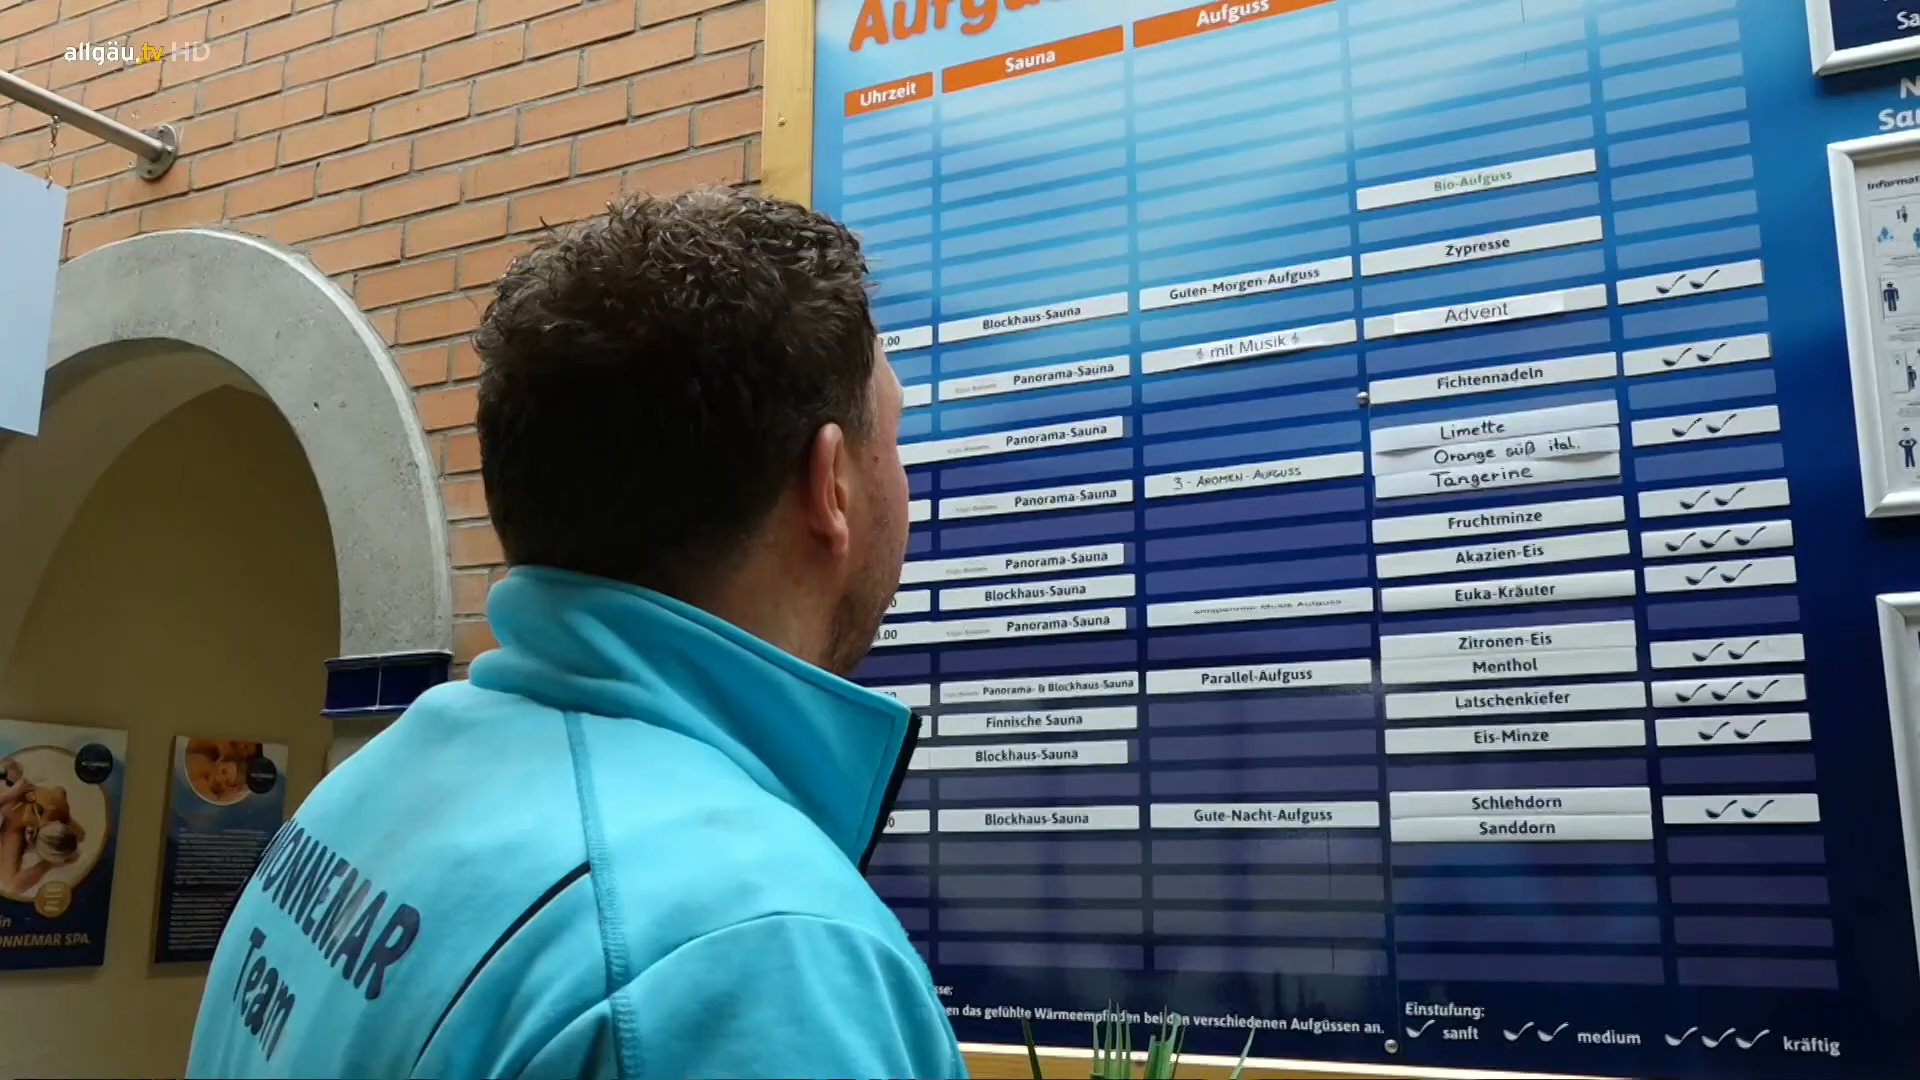 allgäu.tv HD
Uhrzeit Sauna Aufguss
Bio-Aufguss
Zypresse
Blockhaus-Sauna Guten-Morgen-Aufguss
Advent
Panorama-Sauna mit Musik
Fichtennadeln
Panorama-Sauna
Limette
Orange süß ital.
Panorama-Sauna 3-AROMEN-AUFGUSS Tangerine
Fruchtminze
Panorama-Sauna Akazien-Eis
Blockhaus-Sauna Euka-Kräuter
Panorama-Sauna
Zitronen-Eis
Menthol
Panorama- & Blockhaus-Sauna Parallel-Aufguss
Latschenkiefer
Finnische Sauna
Eis-Minze
Blockhaus-Sauna
Schlehdorn
Blockhaus-Sauna Gute-Nacht-Aufguss
Sanddorn
das gefühlte Wärmeempfinden bei den verschiedenen Aufgüssen an.
Einstufung:
sanft medium kräftig
WONNEMAR
Team
ONNEMAR SPA